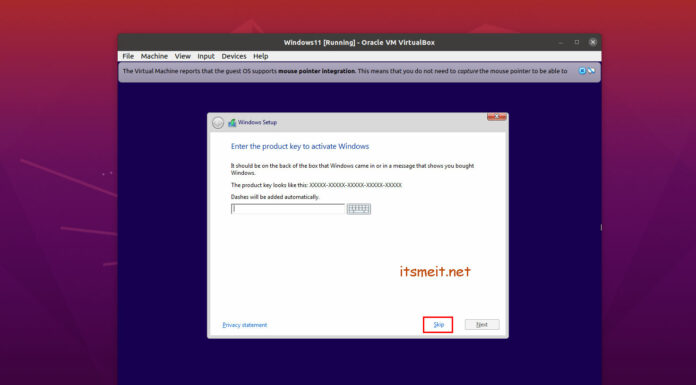 Windows11 [Running] - Oracle VM VirtualBox
File Machine View Input Devices Help
The Virtual Machine reports that the guest OS supports mouse pointer integration. This means that you do not need to capture the mouse pointer to be able to
Windows Setup
Enter the product key to activate Windows
It should be on the back of the box that Windows came in or in a message that shows you bought
Windows.
The product key looks like this: XXXXX-XXXXX-XXXXX-XXXXX-XXXXX
Dashes will be added automatically.
itsmeit.net
Privacy statement Skip Next